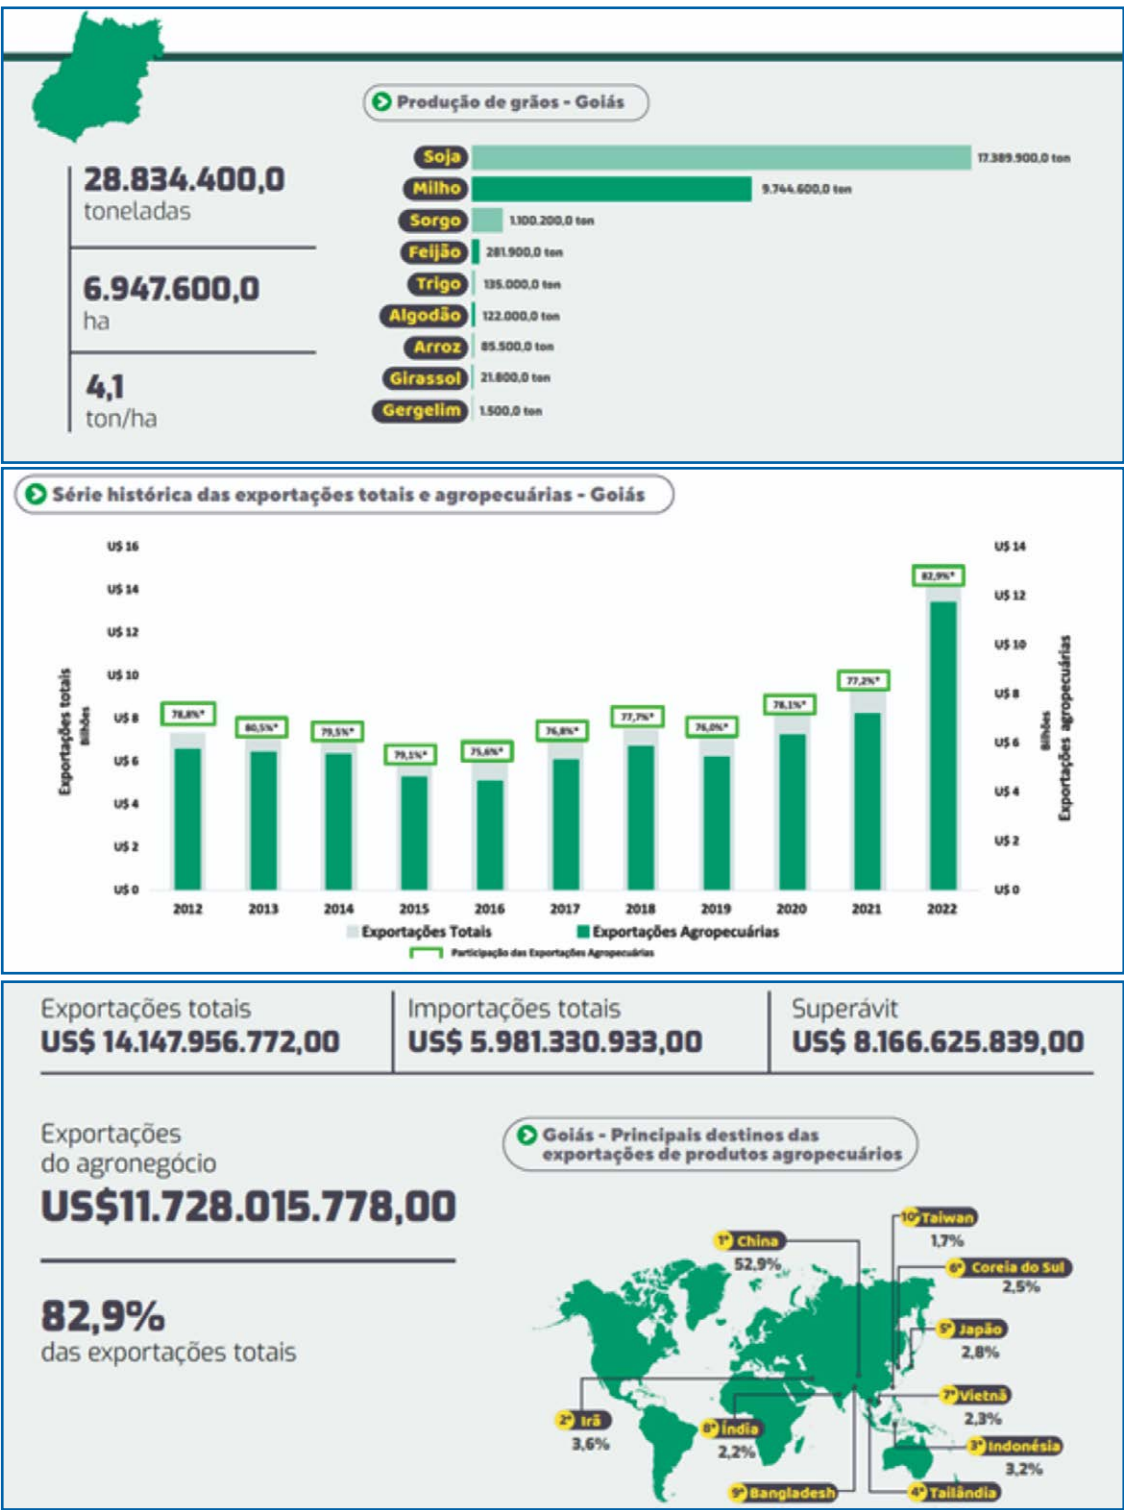 Produção de grãos - Goiás
28.834.400,0
toneladas
6.947.600,0
ha
4,1
ton/ha
Soja 17.389.900,0 ton
Milho 9.744.600,0 ton
Sorgo 1.100.200,0 ton
Feijão 281.900,0 ton
Trigo 135.000,0 ton
Algodão 122.000,0 ton
Arroz 85.500,0 ton
Girassol 21.800,0 ton
Gergelim 1.500,0 ton
Série histórica das exportações totais e agropecuárias - Goiás
Exportações totais
Bilhões
U$ 16
U$ 14
U$ 12
U$ 10
U$ 8
U$ 6
U$ 4
U$ 2
U$ 0
78,8%*
80,5%*
79,5%*
79,1%*
75,6%*
76,8%*
77,7%*
76,0%*
78,1%*
77,2%*
82,9%*
U$ 14
U$ 12
U$ 10
U$ 8
U$ 6
U$ 4
U$ 2
U$ 0
Bilhões
Exportações agropecuárias
2012 2013 2014 2015 2016 2017 2018 2019 2020 2021 2022
Exportações Totais Exportações Agropecuárias
Participação das Exportações Agropecuárias
Exportações totais
US$ 14.147.956.772,00
Importações totais
US$ 5.981.330.933,00
Superávit
US$ 8.166.625.839,00
Exportações
do agronegócio
US$11.728.015.778,00
82,9%
das exportações totais
Goiás - Principais destinos das
exportações de produtos agropecuários
10º Taiwan
1,7%
1º China
52,9%
6º Coreia do Sul
2,5%
5º Japão
2,8%
7º Vietnã
2,3%
2º Irã
3,6%
8º Índia
2,2%
3º Indonésia
3,2%
9º Bangladesh
4º Tailândia